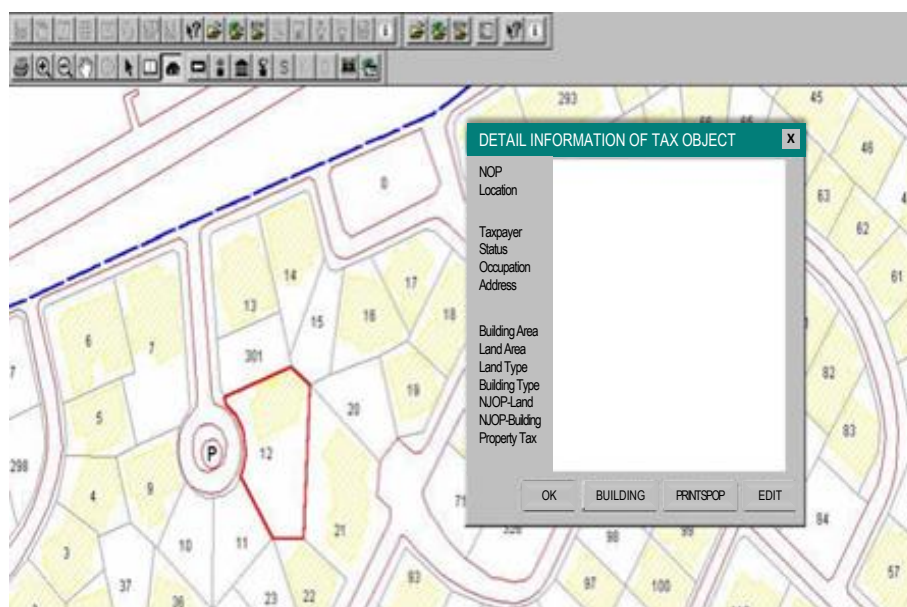 293
45
46
DETAIL INFORMATION OF TAX OBJECT X
NOP
Location
Taxpayer
Status
Occupation
Address
Building Area
Land Area
Land Type
Building Type
NJOP-Land
NJOP-Building
Property Tax
OK BUILDING PRINTSPOP EDIT
0
63
62
61
14
17
13
15
16
18
6
7
301
82
19
20
5
83
P
12
298
4
9
71
84
21
3
10
11
98
99
37
93
97
100
57
36
23
22